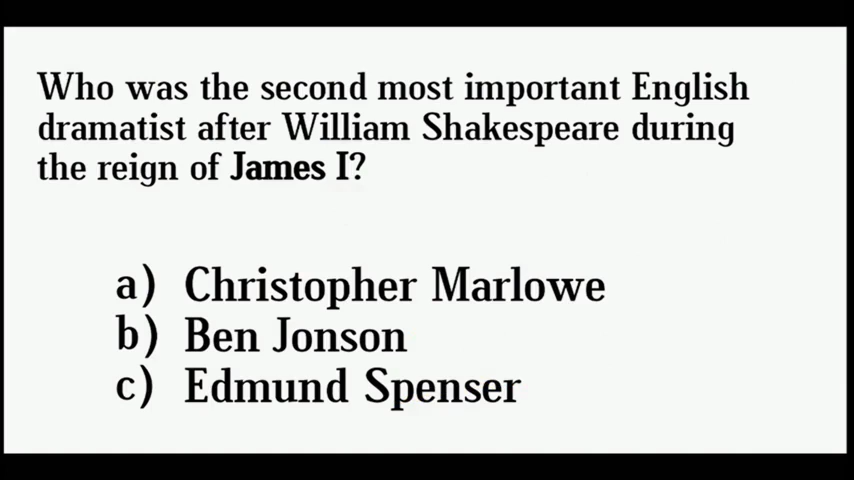 Who was the second most important English
dramatist after William Shakespeare during
the reign of James I?
a) Christopher Marlowe
b) Ben Jonson
c) Edmund Spenser